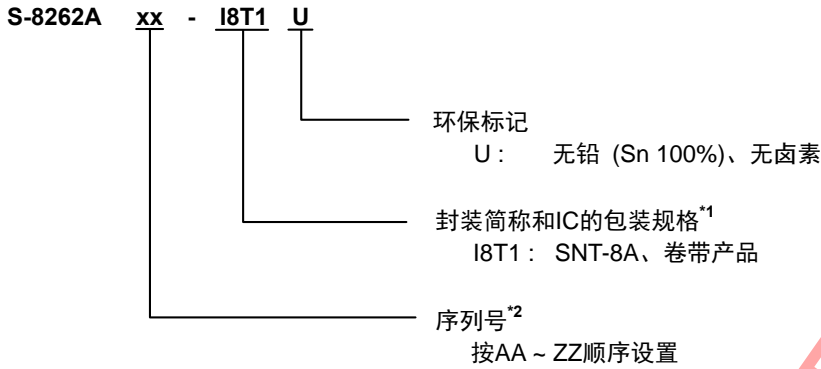 S-8262A xx - I8T1 U
环保标记
U : 无铅 (Sn 100%)、无卤素
封装简称和IC的包装规格*1
I8T1 : SNT-8A、卷带产品
序列号*2
按AA ~ ZZ顺序设置